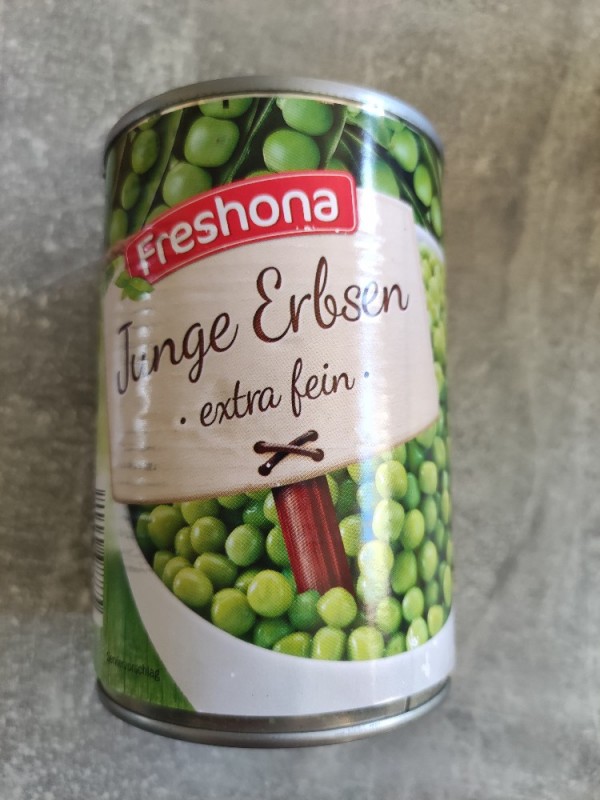 Freshona
Junge Erbsen
· extra fein ·